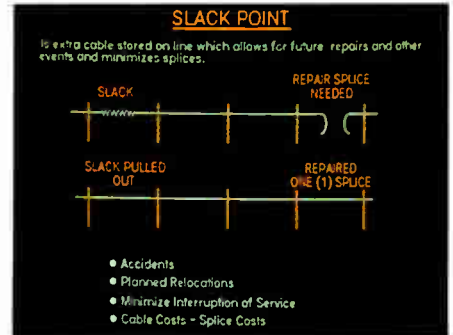 SLACK POINT
Is extra cable stored on line which allows for future repairs and other
events and minimizes splices.
SLACK
REPAIR SPLICE
NEEDED
SLACK PULLED
OUT
REPAIRED
ONE (1) SPLICE
● Accidents
● Planned Relocations
● Minimize Interruption of Service
● Cable Costs - Splice Costs